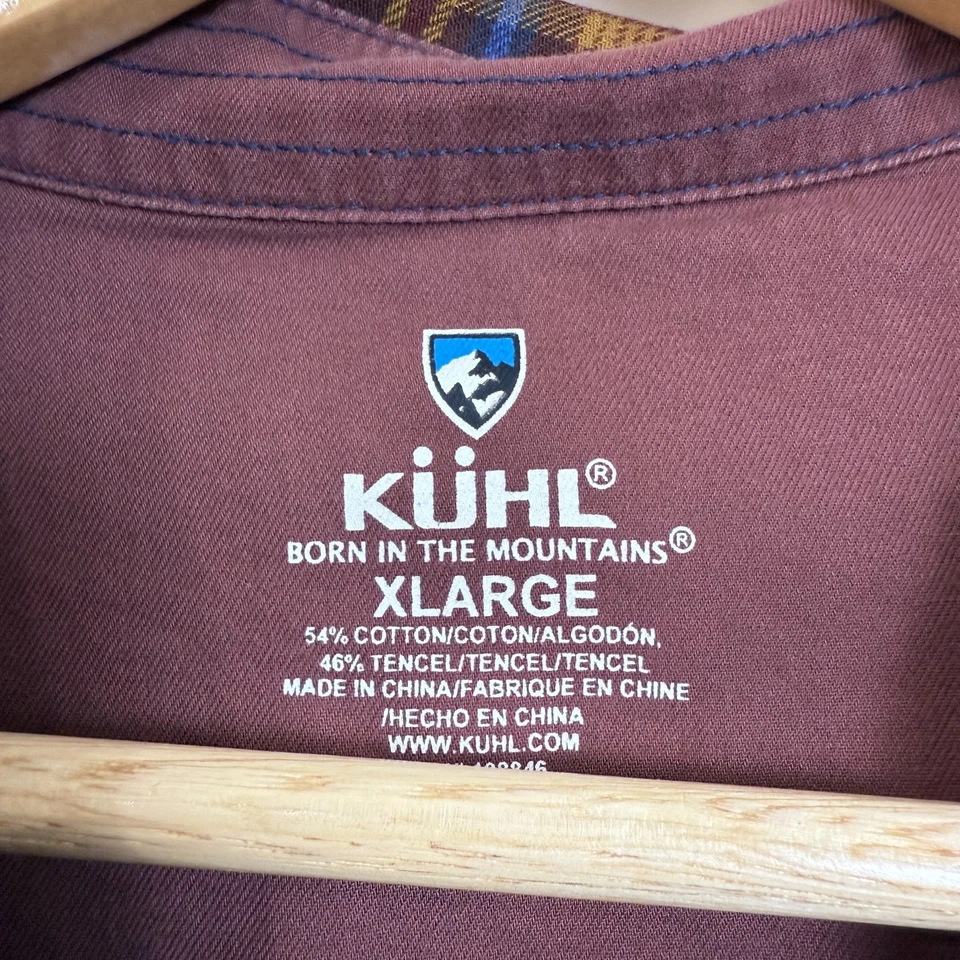 KÜHL®
BORN IN THE MOUNTAINS®
XLARGE
54% COTTON/COTON/ALGODÓN,
46% TENCEL/TENCEL/TENCEL
MADE IN CHINA/FABRIQUE EN CHINE
/HECHO EN CHINA
WWW.KUHL.COM